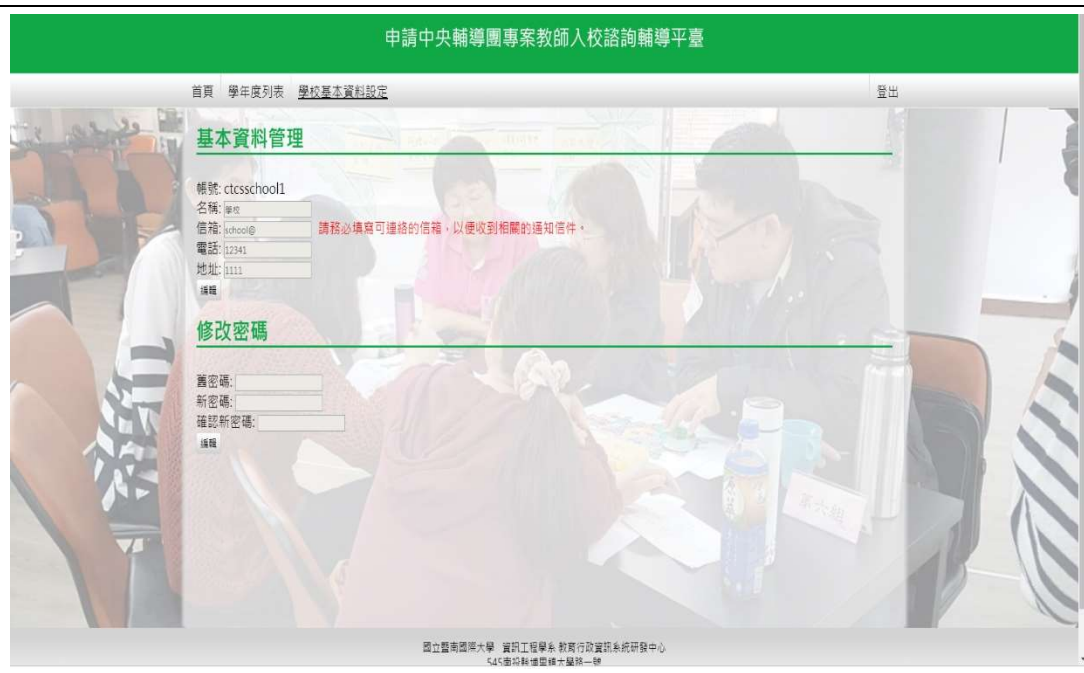 申請中央輔導團專案教師入校諮詢輔導平臺
首頁 學年度列表 學校基本資料設定 登出
基本資料管理
帳號: ctcsschool1
名稱: 學校
信箱: school@ 請務必填寫可連絡的信箱，以便收到相關的通知信件。
電話: 12341
地址: 1111
編輯
修改密碼
舊密碼:
新密碼:
確認新密碼:
編輯
第六組
國立暨南國際大學 資訊工程學系 教育行政資訊系統研發中心
545南投縣埔里鎮大學路一號